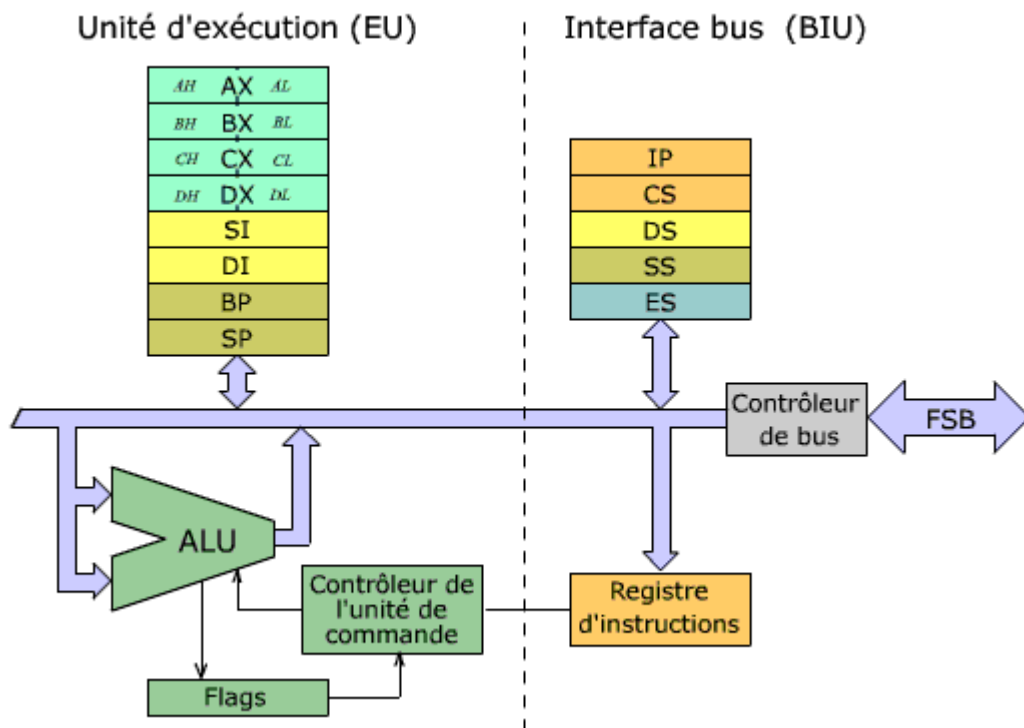 Unité d'exécution (EU)
Interface bus (BIU)
AH AX AL
BH BX BL
CH CX CL
DH DX DL
SI
DI
BP
SP
IP
CS
DS
SS
ES
Contrôleur
de bus
FSB
ALU
Contrôleur de
l'unité de
commande
Registre
d'instructions
Flags